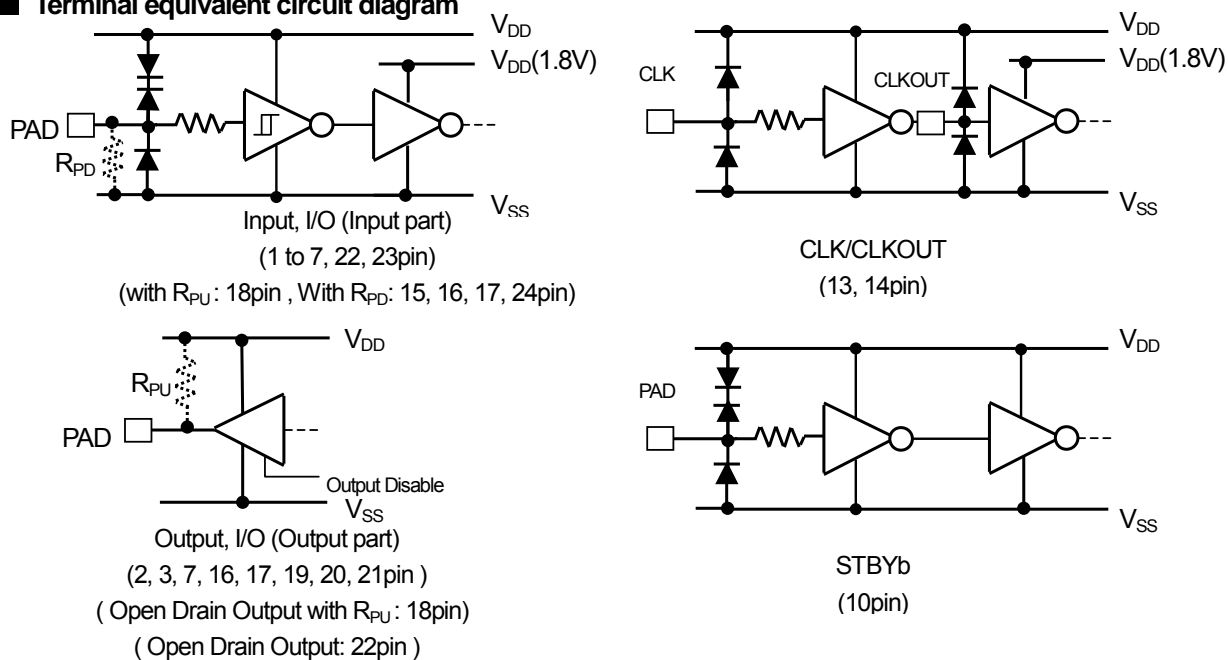 Terminal equivalent circuit diagram
VDD
VDD(1.8V)
PAD
RPD
VSS
Input, I/O (Input part)
(1 to 7, 22, 23pin)
(with RPU : 18pin , With RPD: 15, 16, 17, 24pin)
VDD
VDD(1.8V)
CLK
CLKOUT
VSS
CLK/CLKOUT
(13, 14pin)
VDD
RPU
PAD
Output Disable
VSS
Output, I/O (Output part)
(2, 3, 7, 16, 17, 19, 20, 21pin )
( Open Drain Output with RPU : 18pin)
( Open Drain Output: 22pin )
VDD
PAD
VSS
STBYb
(10pin)